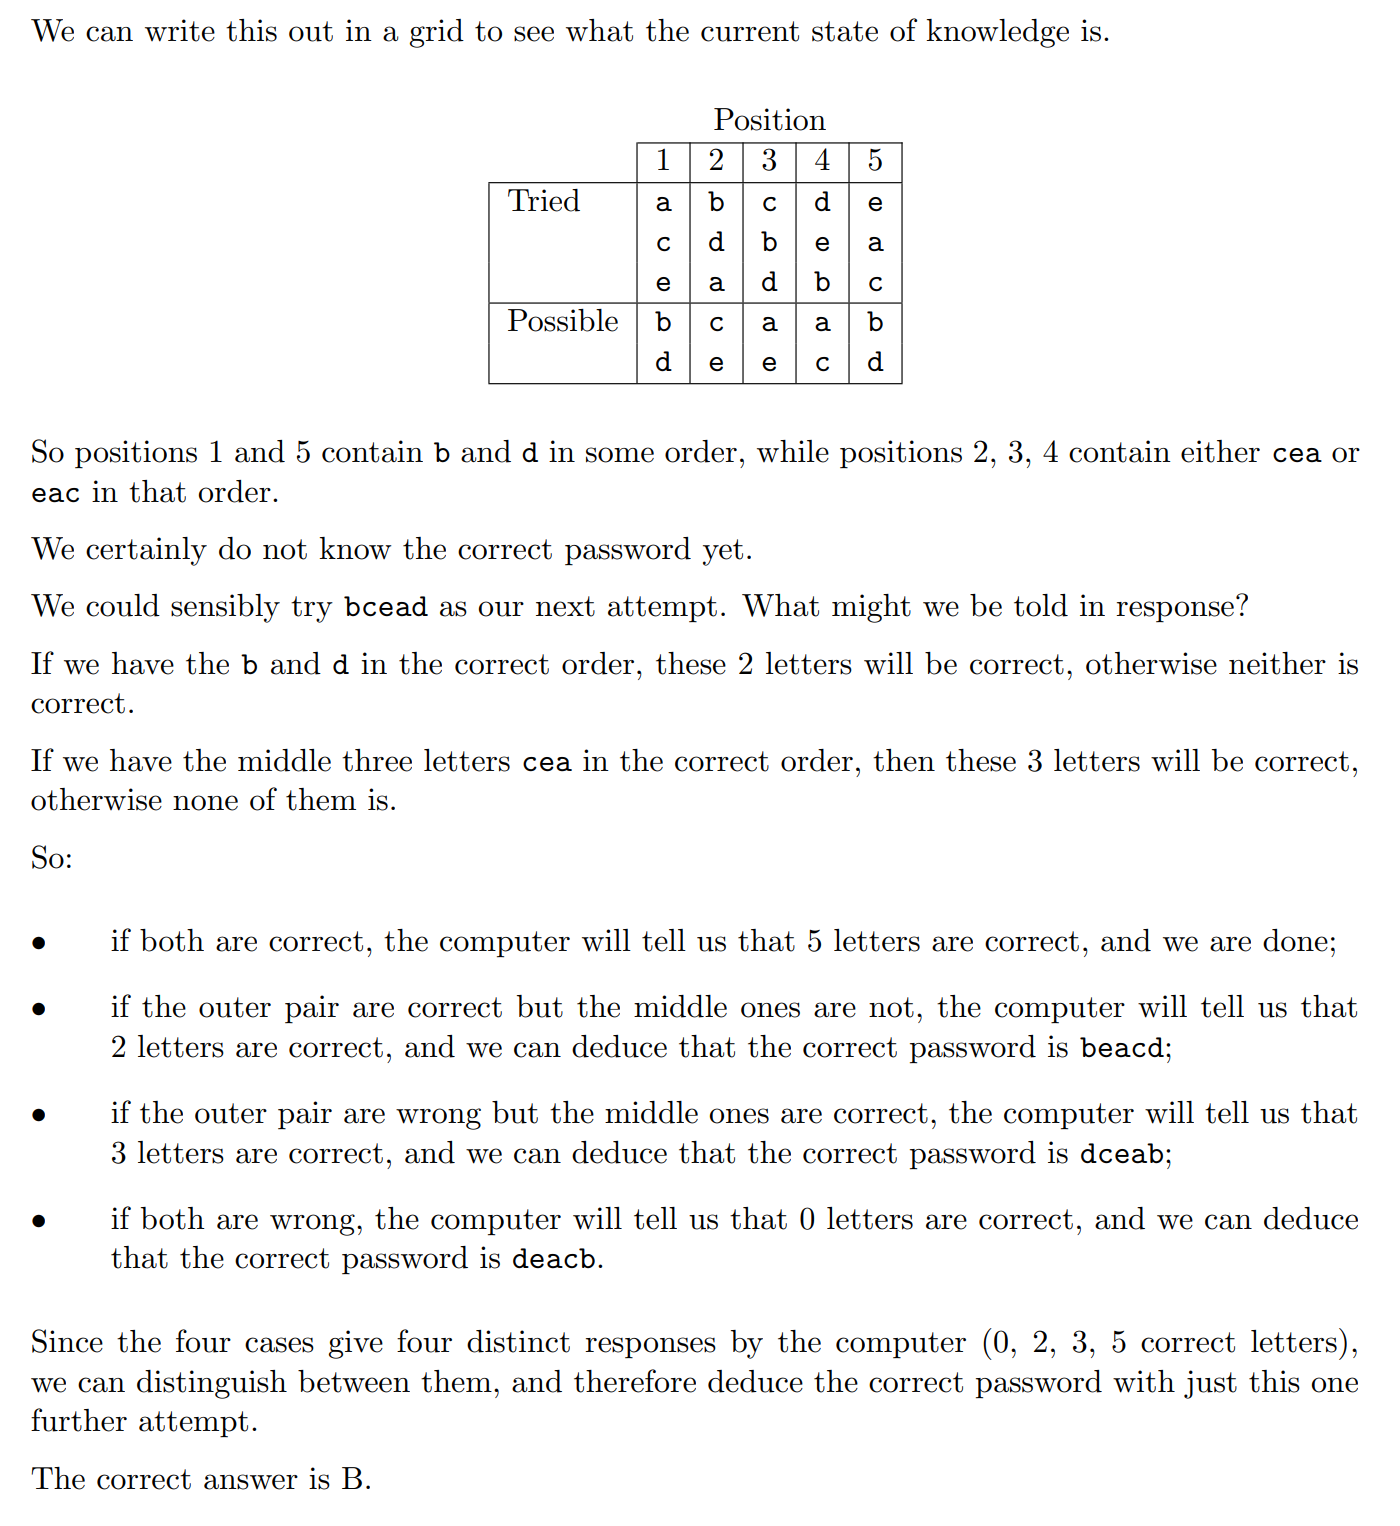 We can write this out in a grid to see what the current state of knowledge is.
Position
1 2 3 4 5
Tried a b c d e
c d b e a
e a d b c
Possible b c a a b
d e e c d
So positions 1 and 5 contain b and d in some order, while positions 2, 3, 4 contain either cea or
eac in that order.
We certainly do not know the correct password yet.
We could sensibly try bcead as our next attempt. What might we be told in response?
If we have the b and d in the correct order, these 2 letters will be correct, otherwise neither is
correct.
If we have the middle three letters cea in the correct order, then these 3 letters will be correct,
otherwise none of them is.
So:
• if both are correct, the computer will tell us that 5 letters are correct, and we are done;
• if the outer pair are correct but the middle ones are not, the computer will tell us that
2 letters are correct, and we can deduce that the correct password is beacd;
• if the outer pair are wrong but the middle ones are correct, the computer will tell us that
3 letters are correct, and we can deduce that the correct password is dceab;
• if both are wrong, the computer will tell us that 0 letters are correct, and we can deduce
that the correct password is deacb.
Since the four cases give four distinct responses by the computer (0, 2, 3, 5 correct letters),
we can distinguish between them, and therefore deduce the correct password with just this one
further attempt.
The correct answer is B.